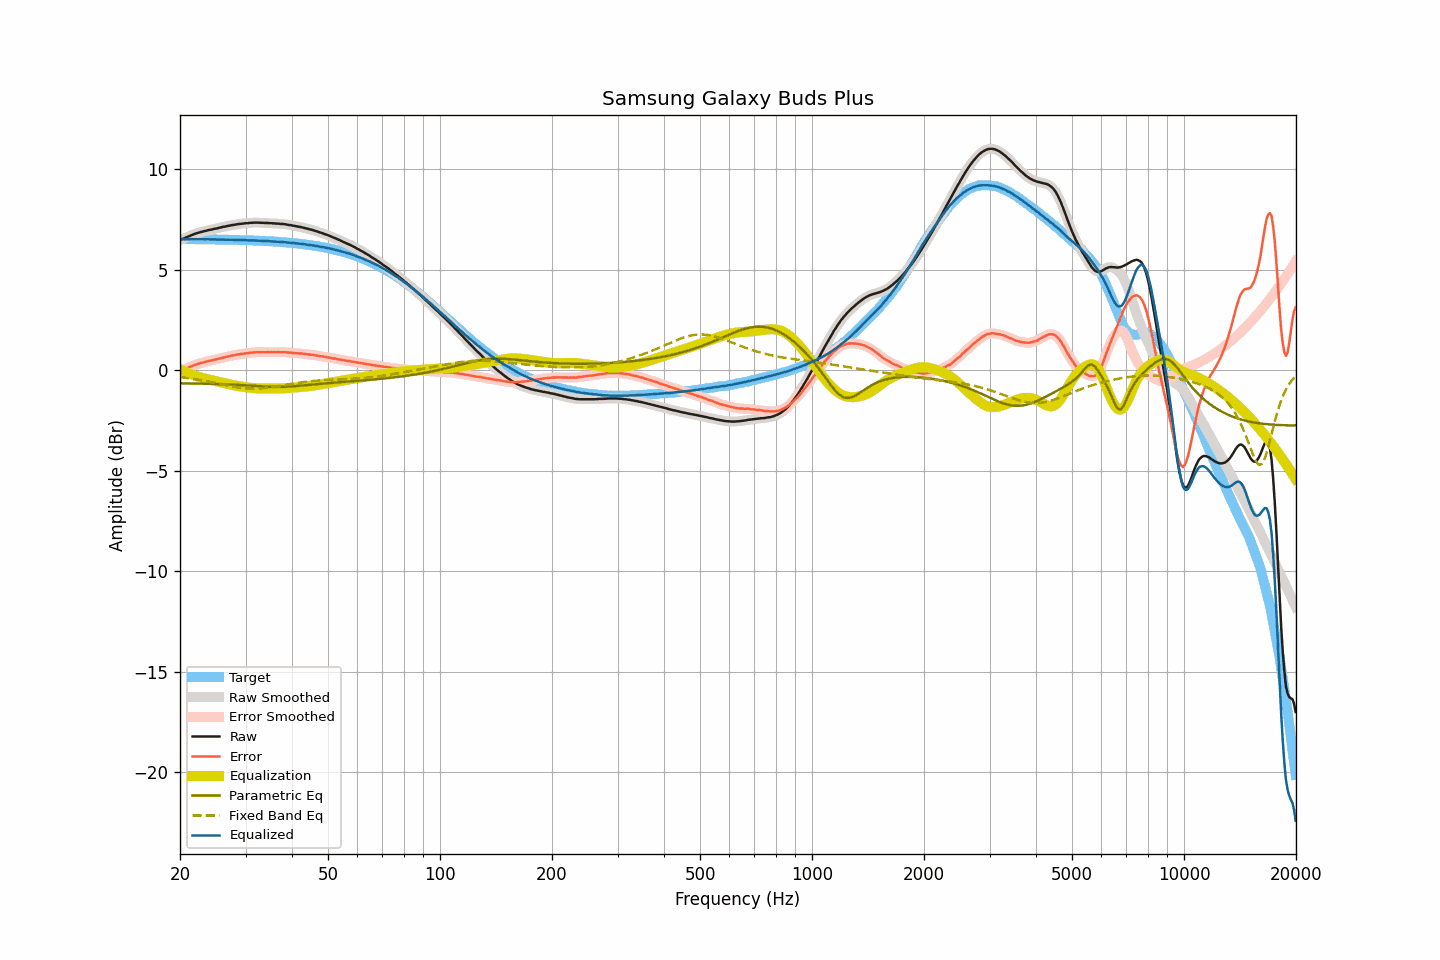 Samsung Galaxy Buds Plus
Amplitude (dBr)
10
5
0
−5
−10
−15
−20
Target
Raw Smoothed
Error Smoothed
Raw
Error
Equalization
Parametric Eq
Fixed Band Eq
Equalized
20 50 100 200 500 1000 2000 5000 10000 20000
Frequency (Hz)